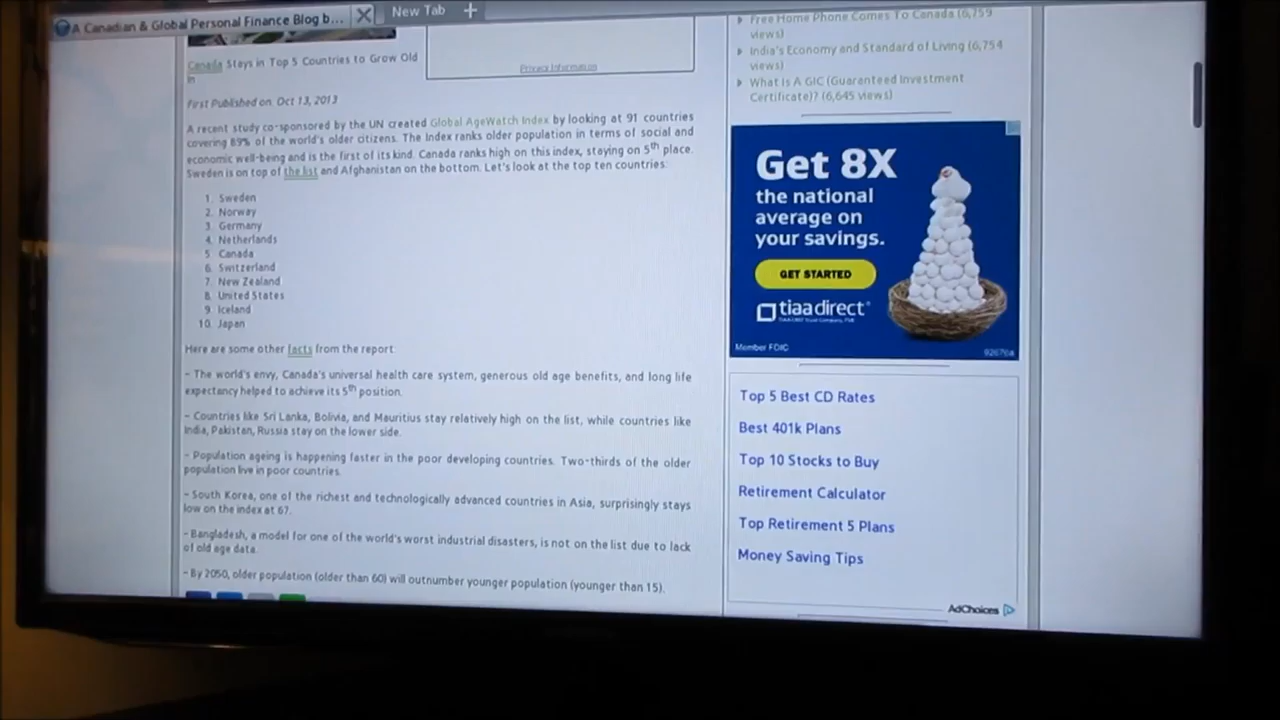 A Canadian & Global Personal Finance Blog b...
New Tab +
Canada Stays in Top 5 Countries to Grow Old
in
Privacy Information
First Published on: Oct 13, 2013
A recent study co-sponsored by the UN created Global AgeWatch Index by looking at 91 countries
covering 89% of the world's older citizens. The Index ranks older population in terms of social and
economic well-being and is the first of its kind. Canada ranks high on this index, staying on 5th place.
Sweden is on top of the list and Afghanistan on the bottom. Let's look at the top ten countries:
1. Sweden
2. Norway
3. Germany
4. Netherlands
5. Canada
6. Switzerland
7. New Zealand
8. United States
9. Iceland
10. Japan
Here are some other facts from the report:
– The world's envy, Canada's universal health care system, generous old age benefits, and long life
expectancy helped to achieve its 5th position.
– Countries like Sri Lanka, Bolivia, and Mauritius stay relatively high on the list, while countries like
India, Pakistan, Russia stay on the lower side.
– Population ageing is happening faster in the poor developing countries. Two-thirds of the older
population live in poor countries.
– South Korea, one of the richest and technologically advanced countries in Asia, surprisingly stays
low on the index at 67.
– Bangladesh, a model for one of the world's worst industrial disasters, is not on the list due to lack
of old age data.
– By 2050, older population (older than 60) will outnumber younger population (younger than 15).
Free Home Phone Comes To Canada (6,759
views)
India's Economy and Standard of Living (6,754
views)
What Is A GIC (Guaranteed Investment
Certificate)? (6,645 views)
Get 8X
the national
average on
your savings.
GET STARTED
tiaa direct
Member FDIC
92676a
Top 5 Best CD Rates
Best 401k Plans
Top 10 Stocks to Buy
Retirement Calculator
Top Retirement 5 Plans
Money Saving Tips
AdChoices